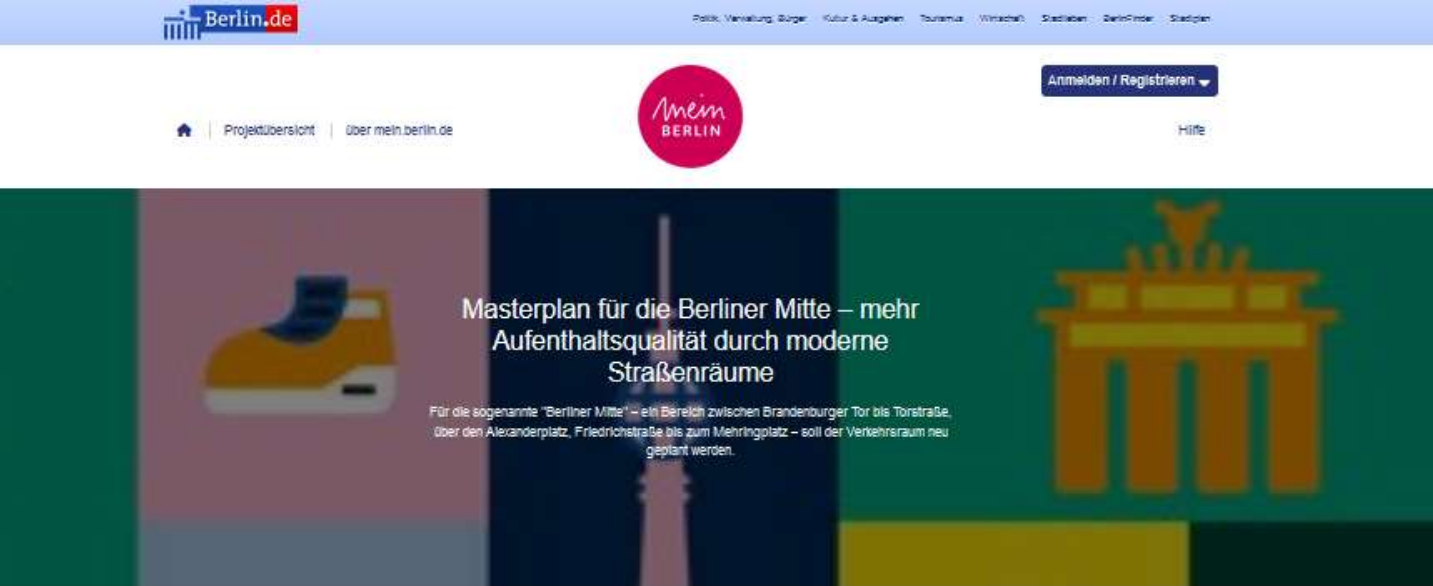 Berlin.de
Politik, Verwaltung, Bürger Kultur & Ausgehen Tourismus Wirtschaft Stadtleben BerlinFinder Stadtplan
Anmelden / Registrieren
mein
BERLIN
Projektübersicht | über mein.berlin.de
Hilfe
Masterplan für die Berliner Mitte – mehr
Aufenthaltsqualität durch moderne
Straßenräume
Für die sogenannte "Berliner Mitte" – ein Bereich zwischen Brandenburger Tor bis Torstraße,
über den Alexanderplatz, Friedrichstraße bis zum Mehringplatz – soll der Verkehrsraum neu
geplant werden.